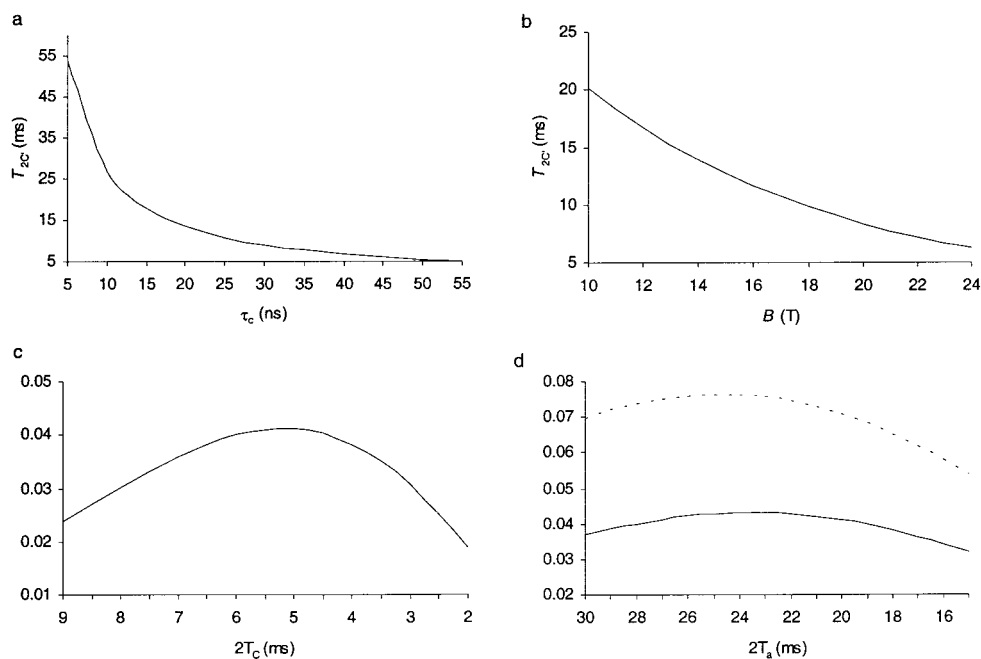 a
T2C' (ms)
55
45
35
25
15
5
5 10 15 20 25 30 35 40 45 50 55
τc (ns)
b
T2C' (ms)
25
20
15
10
5
10 12 14 16 18 20 22 24
B (T)
c
0.05
0.04
0.03
0.02
0.01
9 8 7 6 5 4 3 2
2TC (ms)
d
0.08
0.07
0.06
0.05
0.04
0.03
0.02
30 28 26 24 22 20 18 16
2Ta (ms)